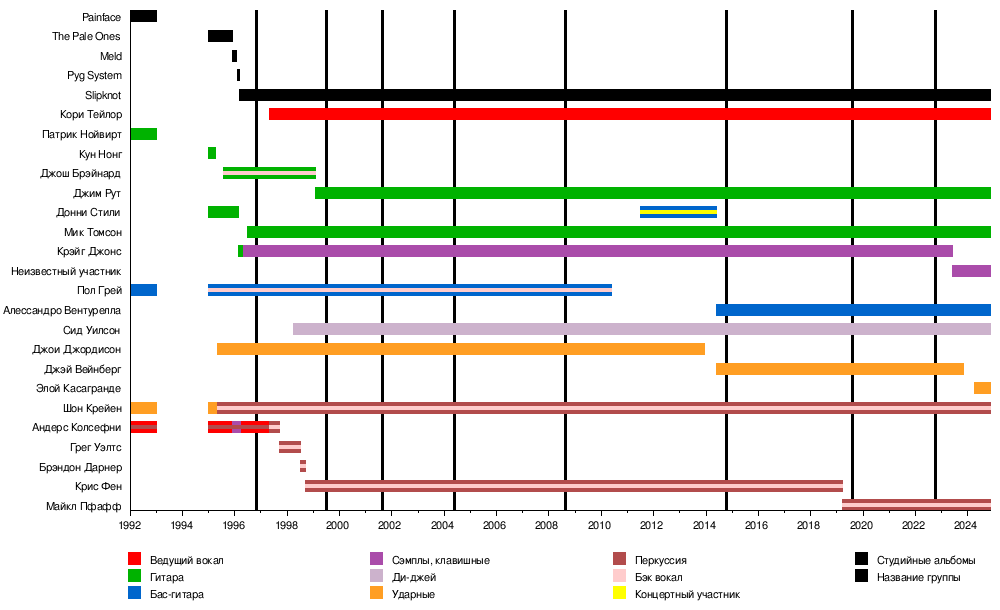 Painface
The Pale Ones
Meld
Pyg System
Slipknot
Кори Тейлор
Патрик Нойвирт
Кун Нонг
Джош Брэйнард
Джим Рут
Донни Стили
Мик Томсон
Крэйг Джонс
Неизвестный участник
Пол Грей
Алессандро Вентурелла
Сид Уилсон
Джои Джордисон
Джэй Вейнберг
Элой Касагранде
Шон Крейен
Андерс Колсефни
Грег Уэлтс
Брэндон Дарнер
Крис Фен
Майкл Пфафф
1992 1994 1996 1998 2000 2002 2004 2006 2008 2010 2012 2014 2016 2018 2020 2022 2024
Ведущий вокал Сэмплы, клавишные Перкуссия Студийные альбомы
Гитара Ди-джей Бэк вокал Название группы
Бас-гитара Ударные Концертный участник